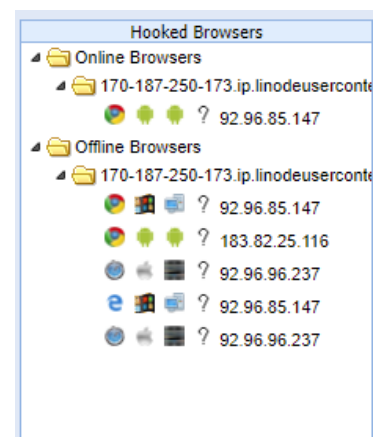 Hooked Browsers
Online Browsers
170-187-250-173.ip.linodeuserconte
? 92.96.85.147
Offline Browsers
170-187-250-173.ip.linodeuserconte
? 92.96.85.147
? 183.82.25.116
? 92.96.96.237
? 92.96.85.147
? 92.96.96.237